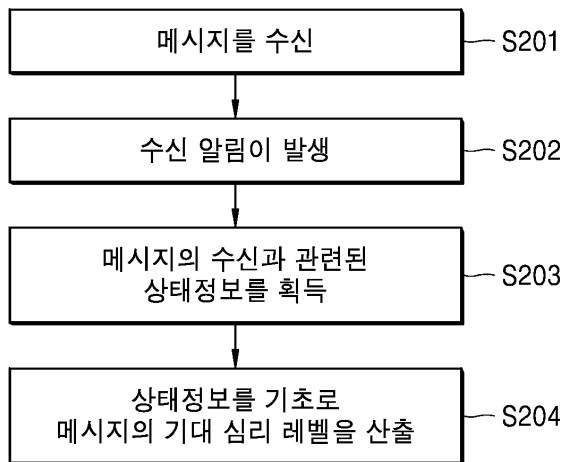 메시지를 수신
S201
수신 알림이 발생
S202
메시지의 수신과 관련된
상태정보를 획득
S203
상태정보를 기초로
메시지의 기대 심리 레벨을 산출
S204